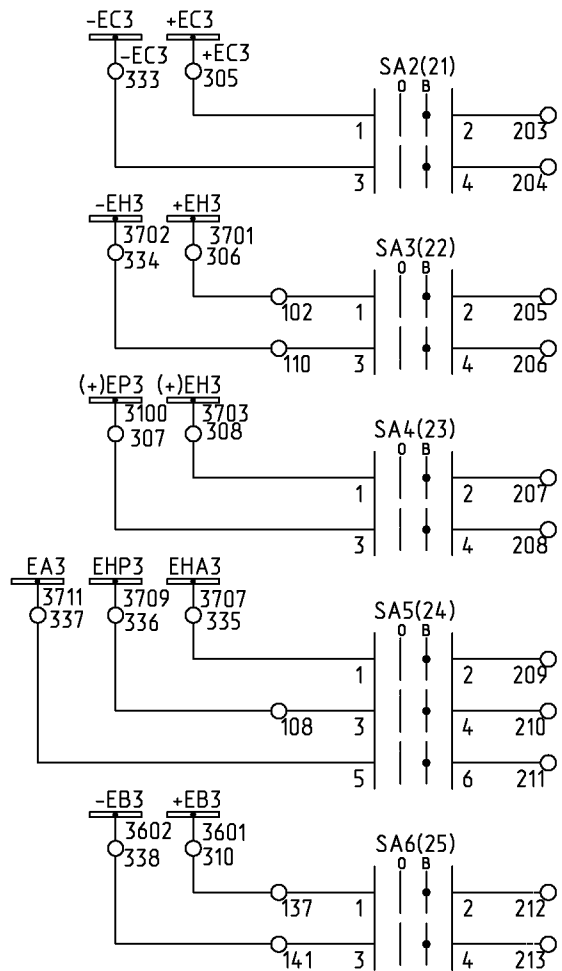 -EC3 +EC3
-EC3 +EC3
333 305
SA2(21)
0 B
1 2 203
3 4 204
-EH3 +EH3
3702 3701
334 306
SA3(22)
0 B
102 1 2 205
110 3 4 206
(+)EP3 (+)EH3
3100 3703
307 308
SA4(23)
0 B
1 2 207
3 4 208
EA3 EHP3 EHA3
3711 3709 3707
337 336 335
SA5(24)
0 B
1 2 209
108 3 4 210
5 6 211
-EB3 +EB3
3602 3601
338 310
SA6(25)
0 B
137 1 2 212
141 3 4 213